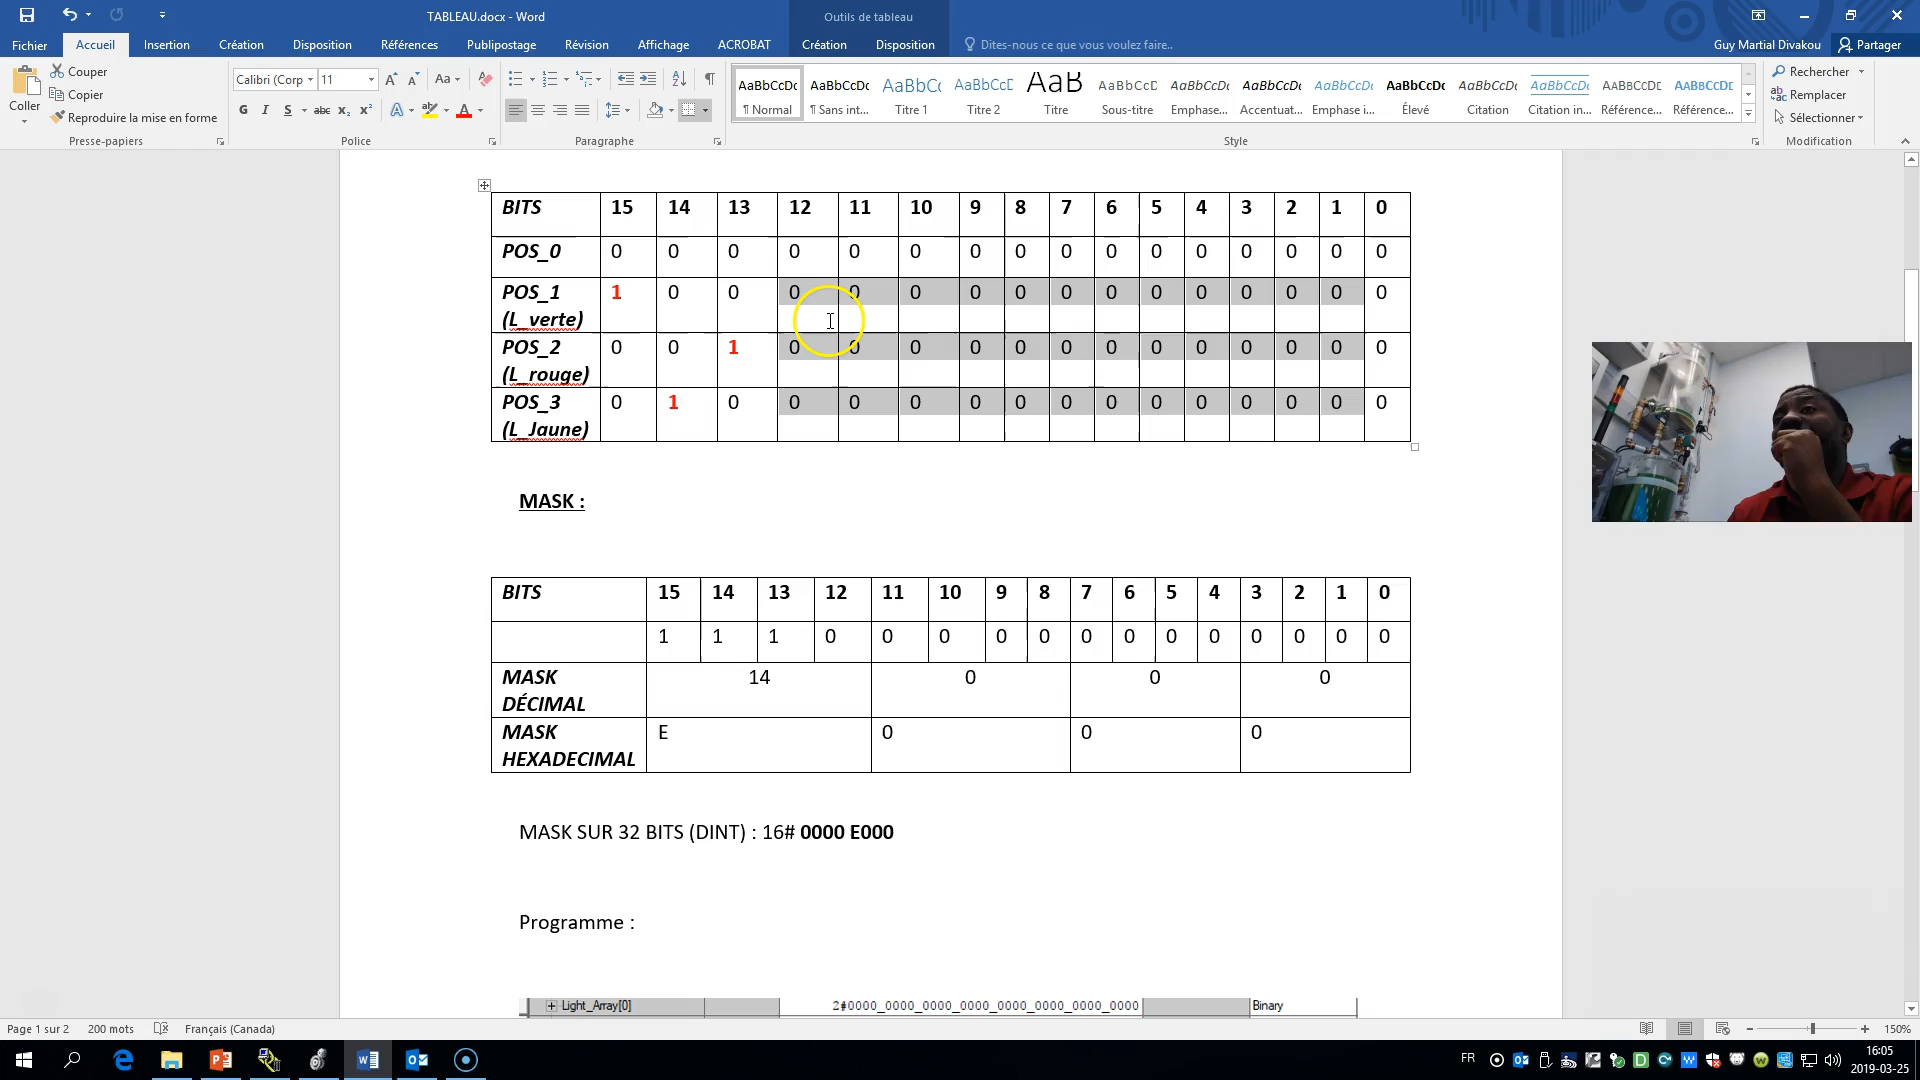 TABLEAU.docx - Word
Outils de tableau
Fichier Accueil Insertion Création Disposition Références Publipostage Révision Affichage ACROBAT Création Disposition Dites-nous ce que vous voulez faire.. Guy Martial Divakou Partager
Coller
Couper
Copier
Reproduire la mise en forme
Presse-papiers
Calibri (Corp 11
Aa
G I S abc x₂ x² A ab A
Police
Paragraphe
AaBbCcDc AaBbCcDc AaBbC AaBbCcC AaB AaBbCcD AaBbCcDc AaBbCcDc AaBbCcDc AaBbCcDc AaBbCcDc AaBbCcDc AABBCCDC AABBCCDC
¶ Normal ¶ Sans int... Titre 1 Titre 2 Titre Sous-titre Emphase... Accentuat... Emphase i... Élevé Citation Citation in... Référence... Référence...
Style
Rechercher
Remplacer
Sélectionner
Modification
BITS 15 14 13 12 11 10 9 8 7 6 5 4 3 2 1 0
POS_0 0 0 0 0 0 0 0 0 0 0 0 0 0 0 0 0
POS_1 1 0 0 0 0 0 0 0 0 0 0 0 0 0 0 0
(L_verte)
POS_2 0 0 1 0 0 0 0 0 0 0 0 0 0 0 0 0
(L_rouge)
POS_3 0 1 0 0 0 0 0 0 0 0 0 0 0 0 0 0
(L_Jaune)
MASK :
BITS 15 14 13 12 11 10 9 8 7 6 5 4 3 2 1 0
1 1 1 0 0 0 0 0 0 0 0 0 0 0 0 0
MASK 14 0 0 0
DÉCIMAL
MASK E 0 0 0
HEXADECIMAL
MASK SUR 32 BITS (DINT) : 16# 0000 E000
Programme :
Light_Array[0] 2#0000_0000_0000_0000_0000_0000_0000_0000 Binary
Page 1 sur 2 200 mots Français (Canada) 150%
FR
16:05
2019-03-25